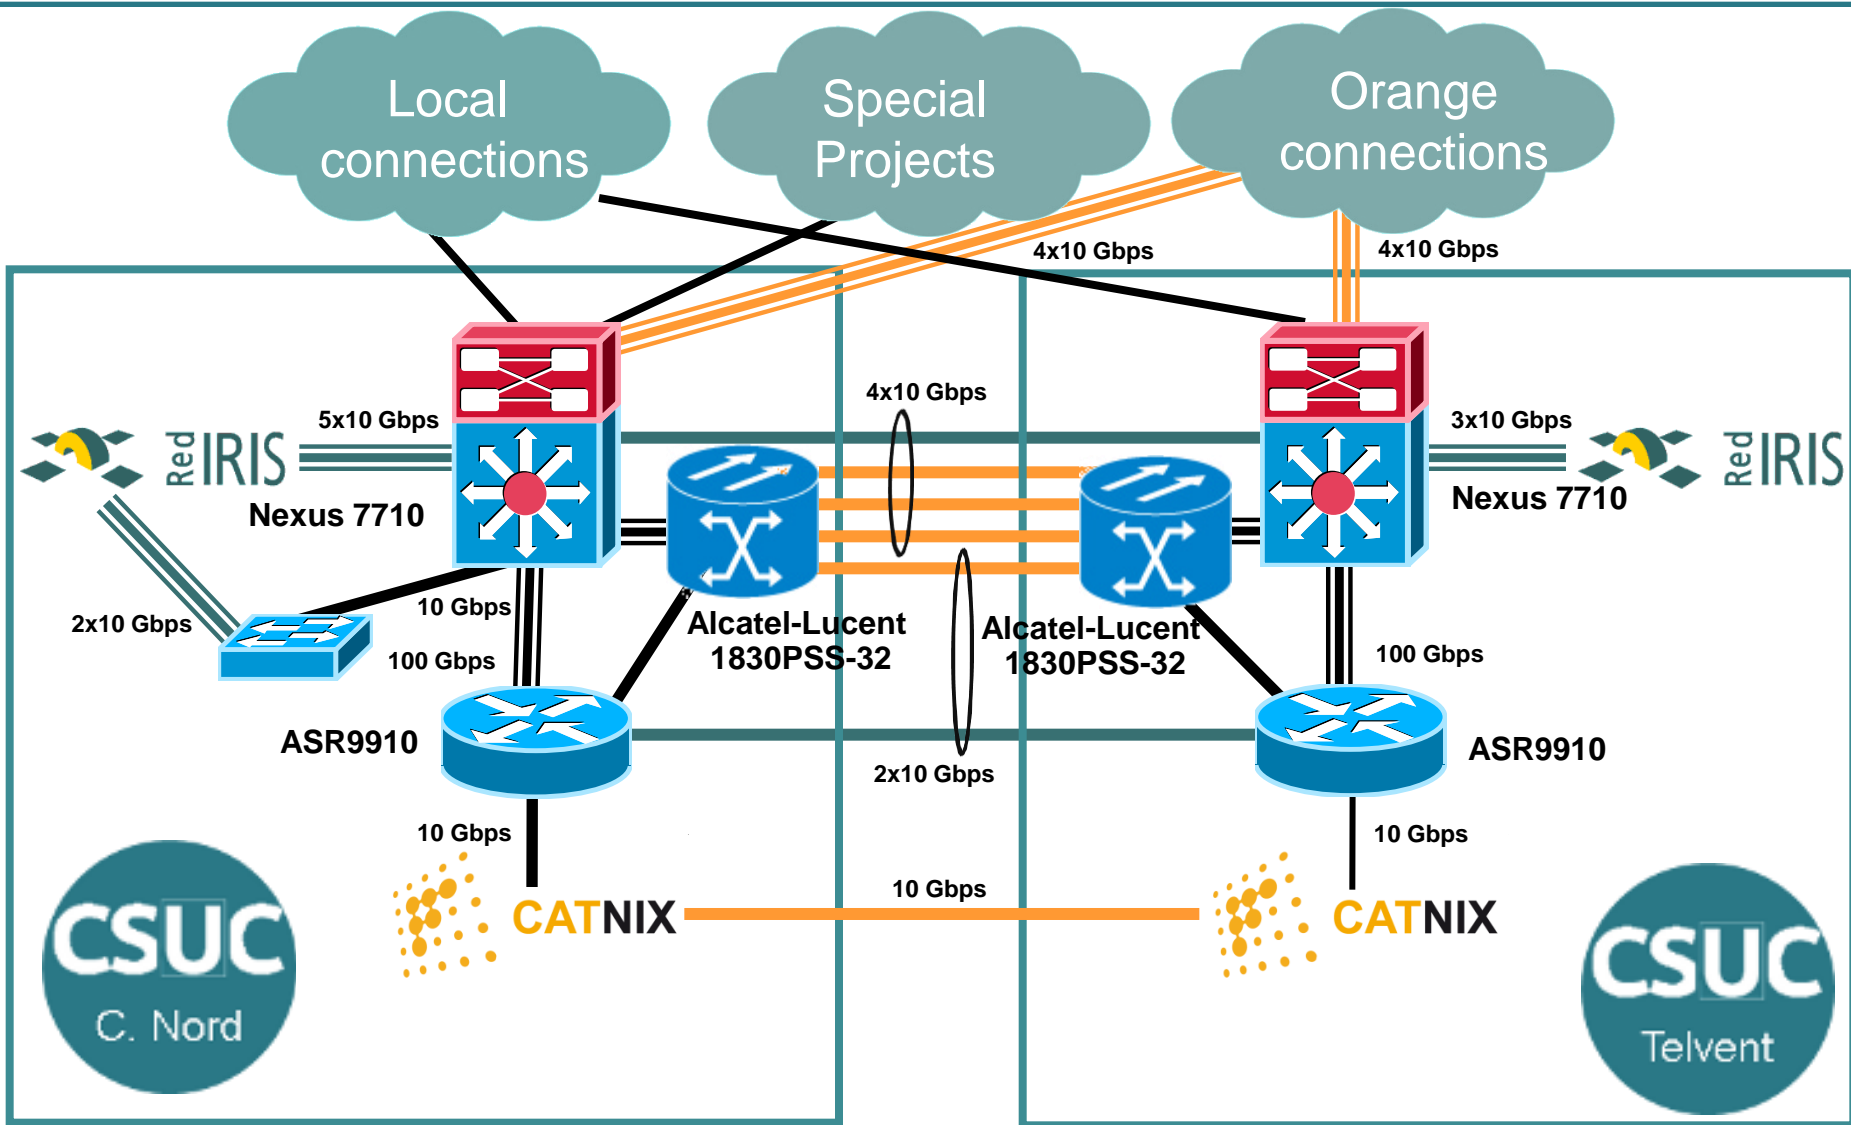 Local
connections
Special
Projects
Orange
connections
4x10 Gbps
4x10 Gbps
4x10 Gbps
5x10 Gbps
3x10 Gbps
Red IRIS
Red IRIS
Nexus 7710
Nexus 7710
10 Gbps
2x10 Gbps
Alcatel-Lucent
1830PSS-32
Alcatel-Lucent
1830PSS-32
100 Gbps
100 Gbps
ASR9910
ASR9910
2x10 Gbps
10 Gbps
10 Gbps
10 Gbps
CATNIX
CATNIX
CSUC
C. Nord
CSUC
Telvent